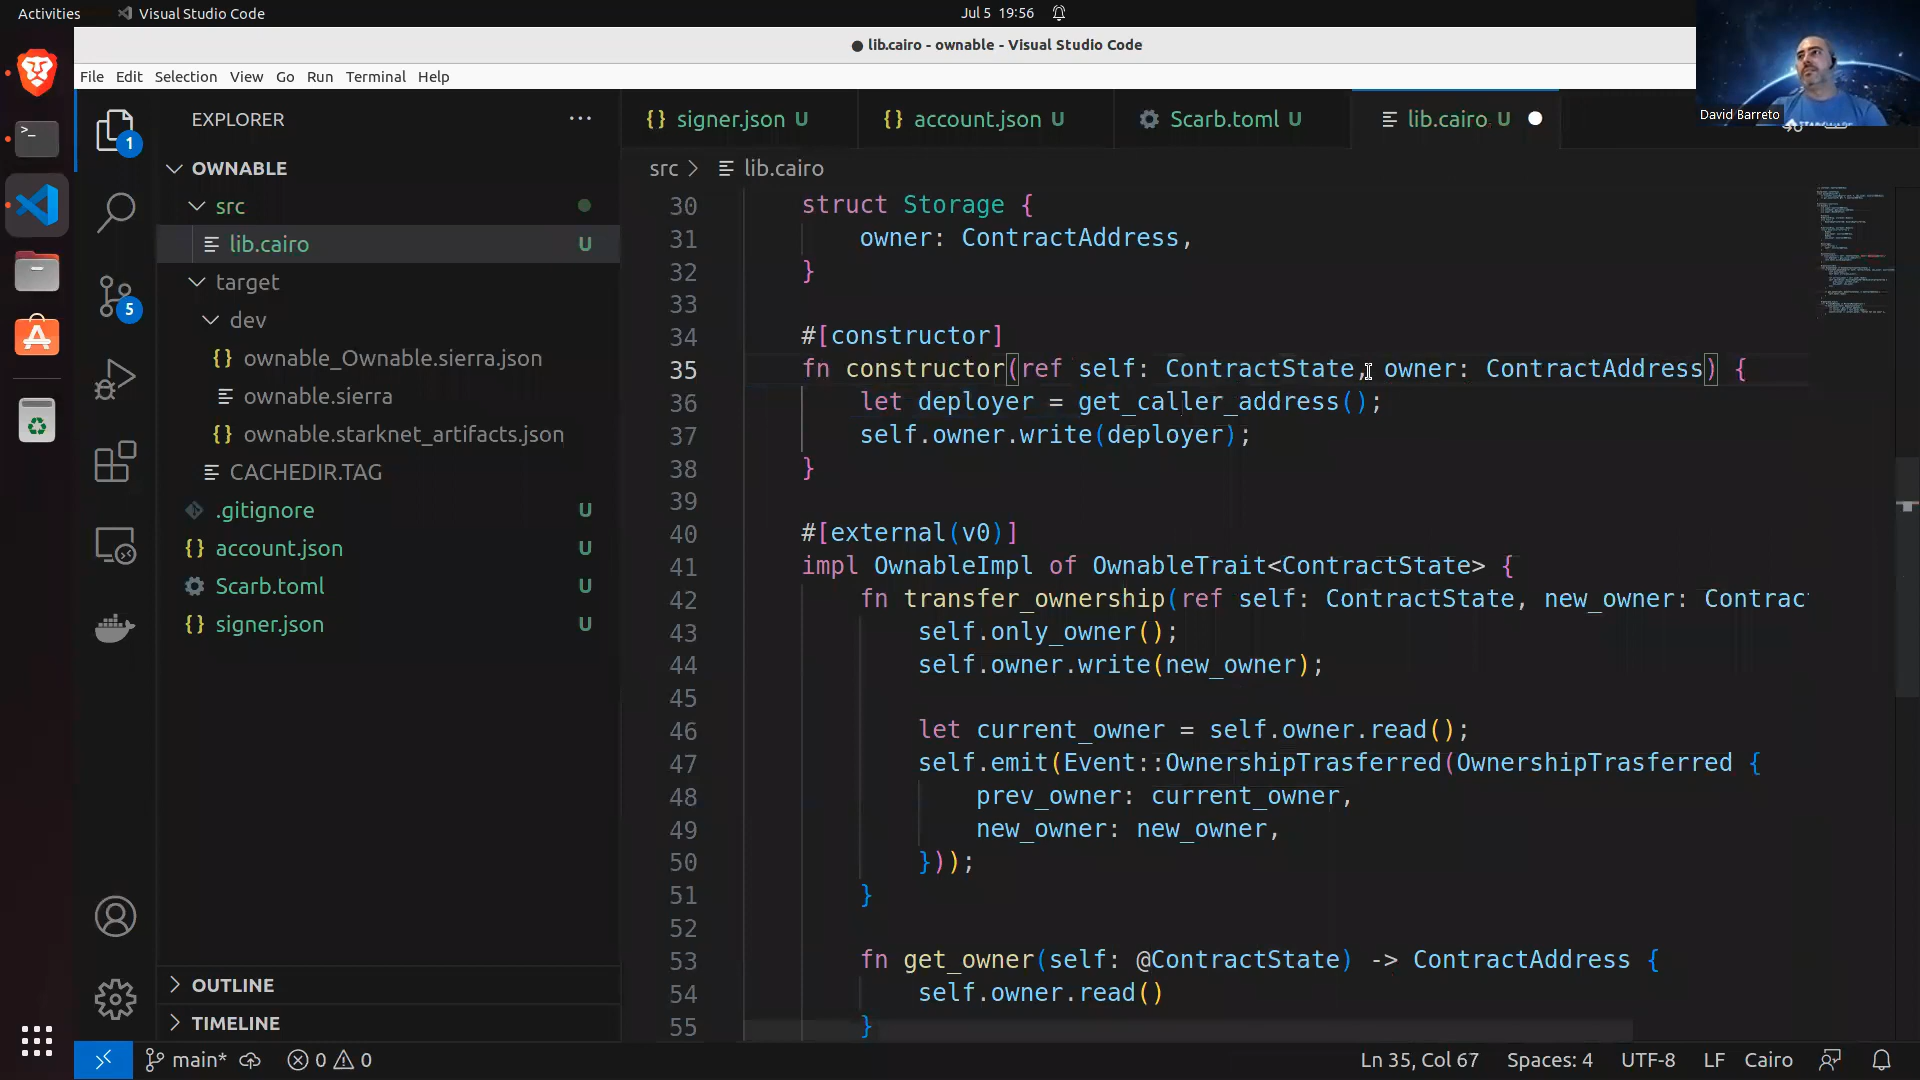 Activities
Visual Studio Code
Jul 5 19:56
lib.cairo - ownable - Visual Studio Code
File Edit Selection View Go Run Terminal Help
David Barreto
EXPLORER
signer.json U
account.json U
Scarb.toml U
lib.cairo U
OWNABLE
src
lib.cairo U
target
dev
ownable_Ownable.sierra.json
ownable.sierra
ownable.starknet_artifacts.json
CACHEDIR.TAG
.gitignore U
account.json U
Scarb.toml U
signer.json U
OUTLINE
TIMELINE
1
5
src > lib.cairo
30 struct Storage {
31 owner: ContractAddress,
32 }
33
34 #[constructor]
35 fn constructor(ref self: ContractState, owner: ContractAddress) {
36 let deployer = get_caller_address();
37 self.owner.write(deployer);
38 }
39
40 #[external(v0)]
41 impl OwnableImpl of OwnableTrait<ContractState> {
42 fn transfer_ownership(ref self: ContractState, new_owner: Contrac
43 self.only_owner();
44 self.owner.write(new_owner);
45
46 let current_owner = self.owner.read();
47 self.emit(Event::OwnershipTrasferred(OwnershipTrasferred {
48 prev_owner: current_owner,
49 new_owner: new_owner,
50 }));
51 }
52
53 fn get_owner(self: @ContractState) -> ContractAddress {
54 self.owner.read()
55 }
main* 0 0
Ln 35, Col 67 Spaces: 4 UTF-8 LF Cairo